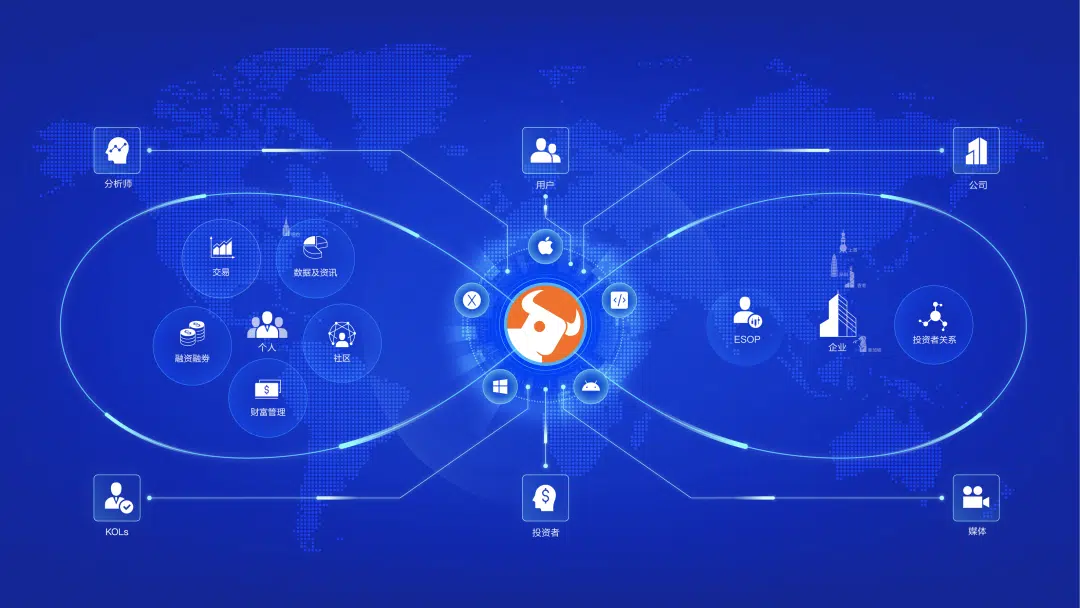 分析师
用户
公司
交易
数据及资讯
融资融券
个人
社区
财富管理
ESOP
企业
投资者关系
KOLs
投资者
媒体